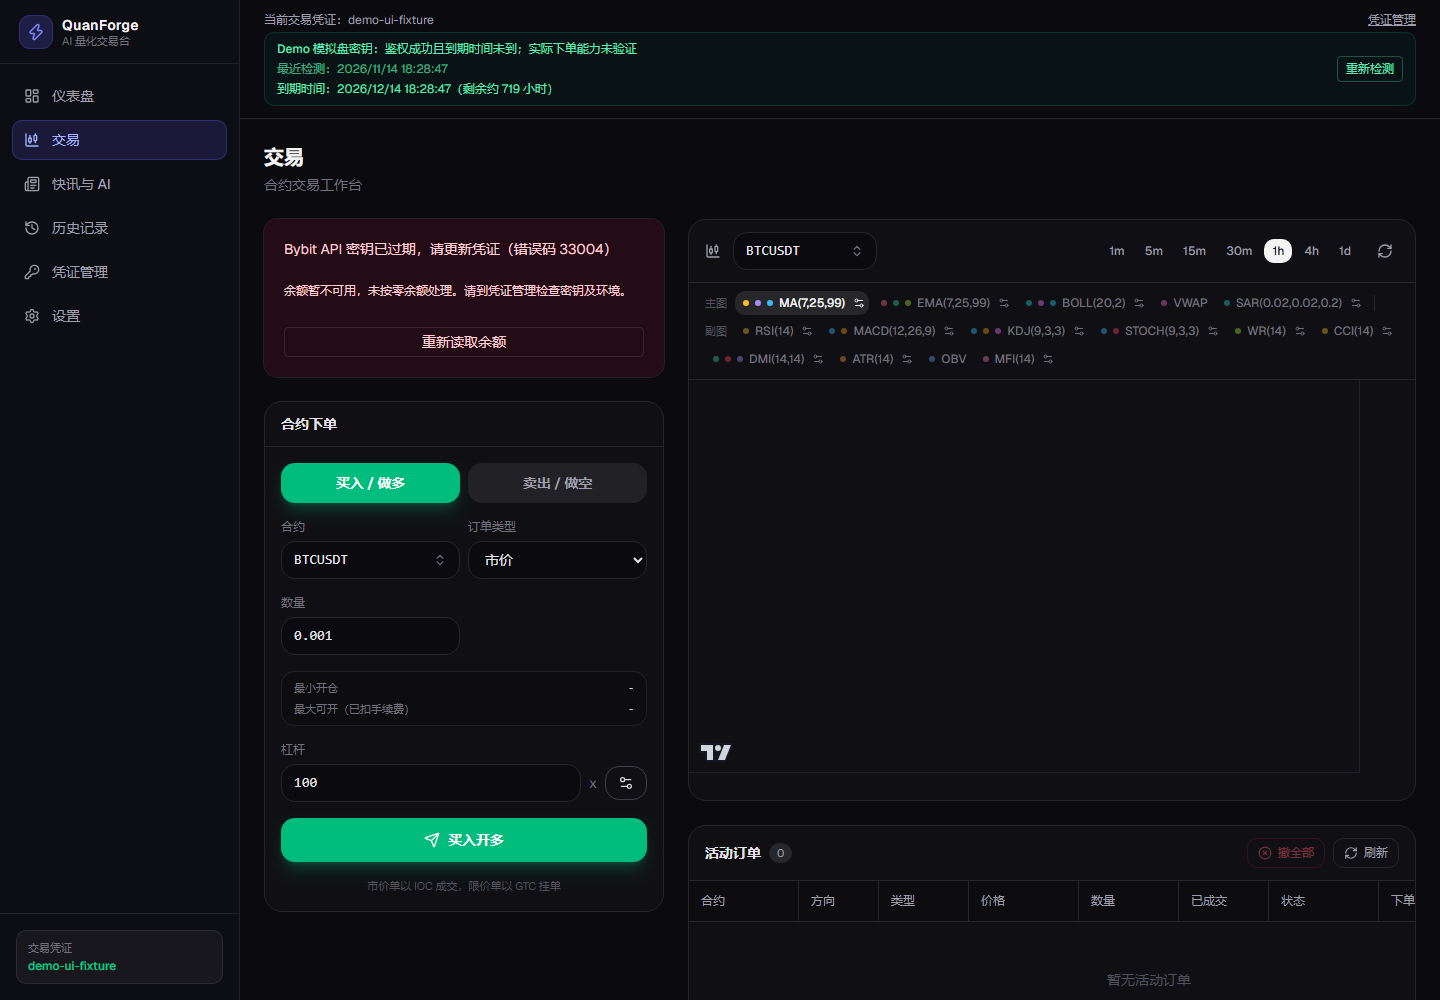 QuanForge
AI 量化交易台
仪表盘
交易
快讯与 AI
历史记录
凭证管理
设置
交易凭证
demo-ui-fixture
当前交易凭证：demo-ui-fixture
凭证管理
Demo 模拟盘密钥：鉴权成功且到期时间未到；实际下单能力未验证
最近检测：2026/11/14 18:28:47
到期时间：2026/12/14 18:28:47（剩余约 719 小时）
重新检测
交易
合约交易工作台
Bybit API 密钥已过期，请更新凭证（错误码 33004）
余额暂不可用，未按零余额处理。请到凭证管理检查密钥及环境。
重新读取余额
合约下单
买入 / 做多
卖出 / 做空
合约
订单类型
BTCUSDT
市价
数量
0.001
最小开仓 -
最大可开（已扣手续费） -
杠杆
100 x
买入开多
市价单以 IOC 成交，限价单以 GTC 挂单
BTCUSDT
1m 5m 15m 30m 1h 4h 1d
主图 MA(7,25,99) EMA(7,25,99) BOLL(20,2) VWAP SAR(0.02,0.02,0.2)
副图 RSI(14) MACD(12,26,9) KDJ(9,3,3) STOCH(9,3,3) WR(14) CCI(14)
DMI(14,14) ATR(14) OBV MFI(14)
活动订单 0
撤全部
刷新
合约 方向 类型 价格 数量 已成交 状态 下单
暂无活动订单